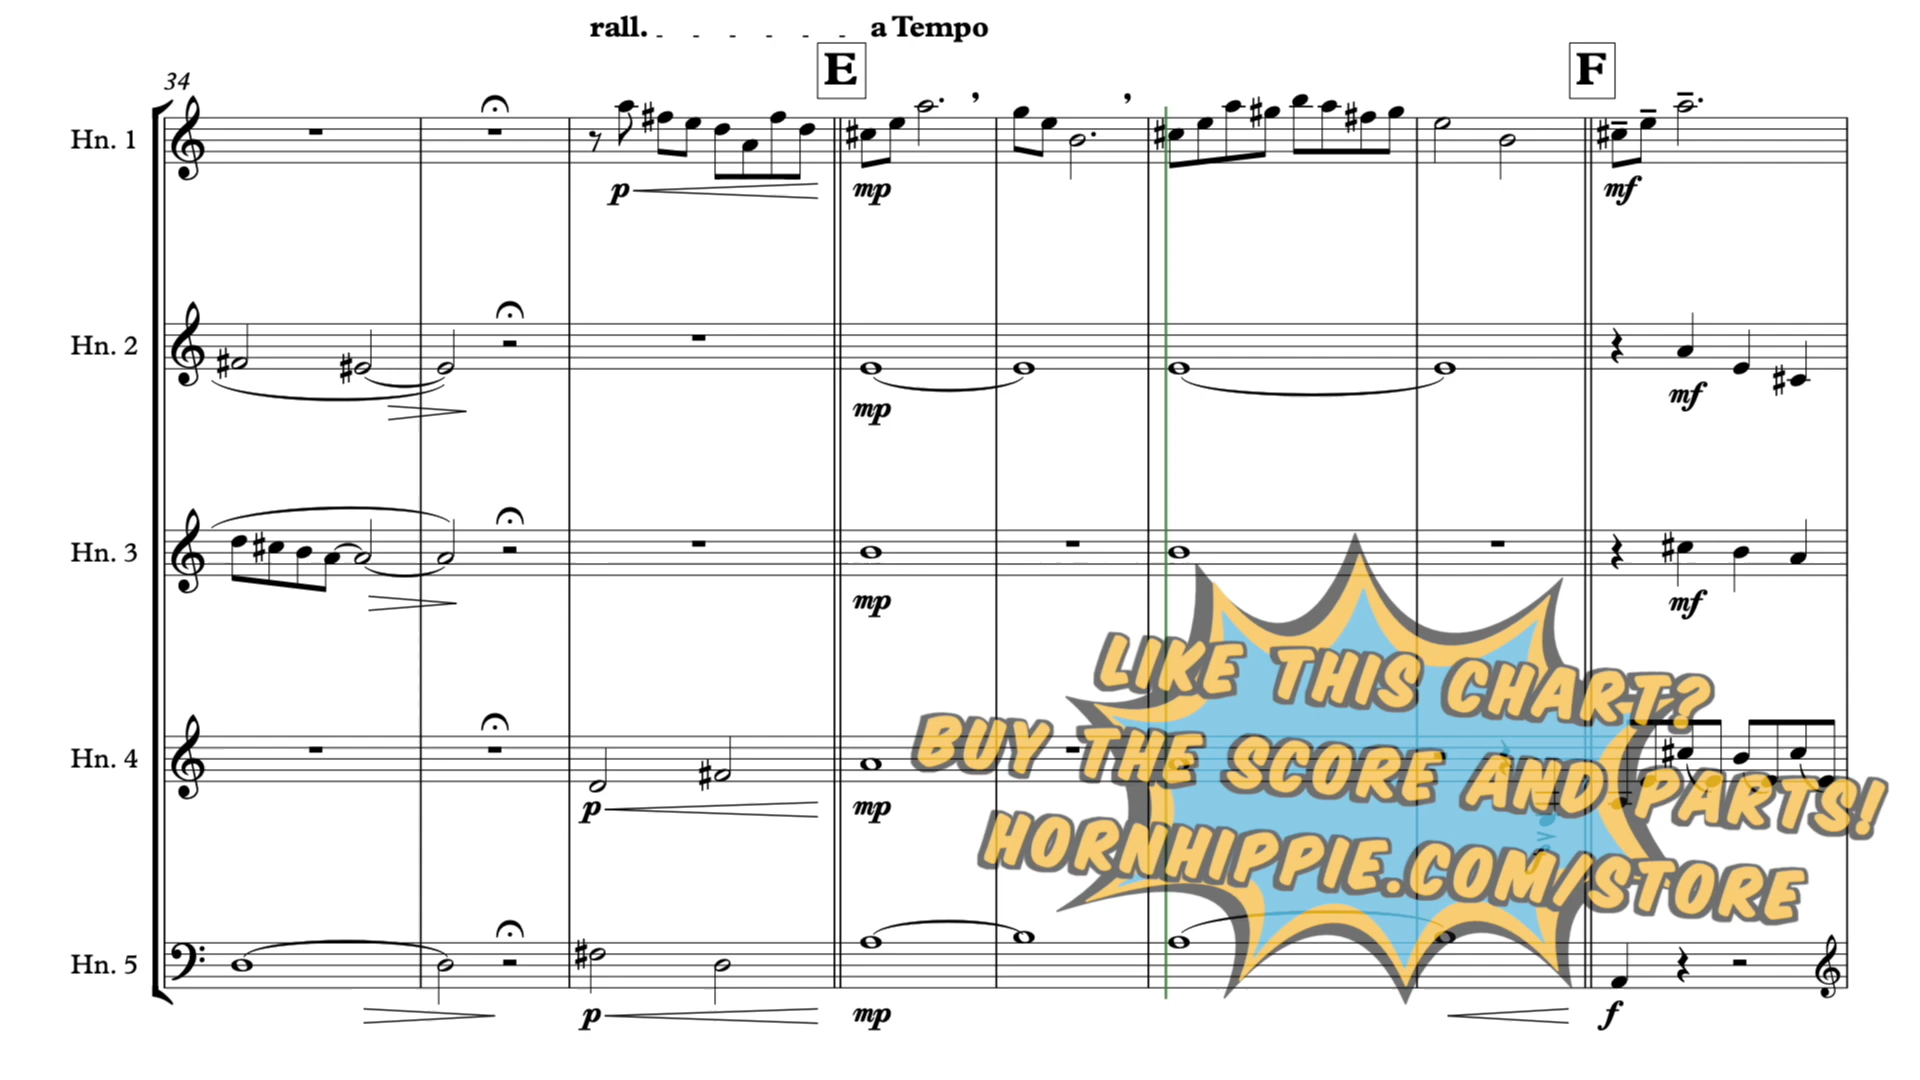 rall. a Tempo
E
F
34
Hn. 1
p
mp
mf
Hn. 2
mp
mf
Hn. 3
mp
mf
LIKE THIS CHART?
BUY THE SCORE AND PARTS!
HORNHIPPIE.COM/STORE
Hn. 4
p
mp
Hn. 5
p
mp
f